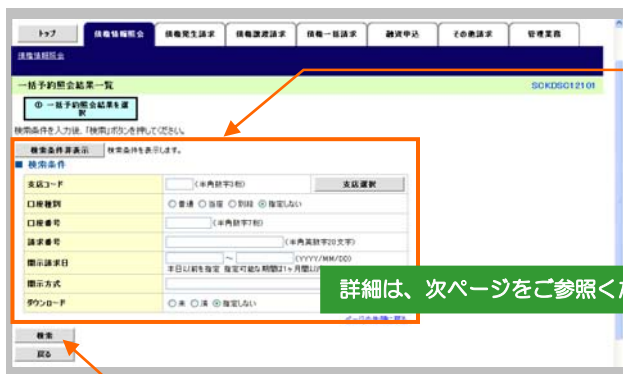 トップ 債権情報照会 債権発生請求 債権譲渡請求 債権一括請求 融資申込 その他請求 管理業務
債権情報照会
一括予約照会結果一覧 SCKDSC12101
① 一括予約照会結果を選
択
検索条件を入力後、「検索」ボタンを押してください。
検索条件非表示 検索条件を表示します。
■ 検索条件
支店コード (半角数字3桁) 支店選択
口座種別 ○普通 ○当座 ○別段 ◎指定しない
口座番号 (半角数字7桁)
請求番号 (半角英数字20文字)
開示請求日 ～ (YYYY/MM/DD)
本日以前を指定 指定可能な期間は1ヶ月間以
開示方式
詳細は、次ページをご参照くだ
ダウンロード ○未 ○済 ◎指定しない
検索
戻る